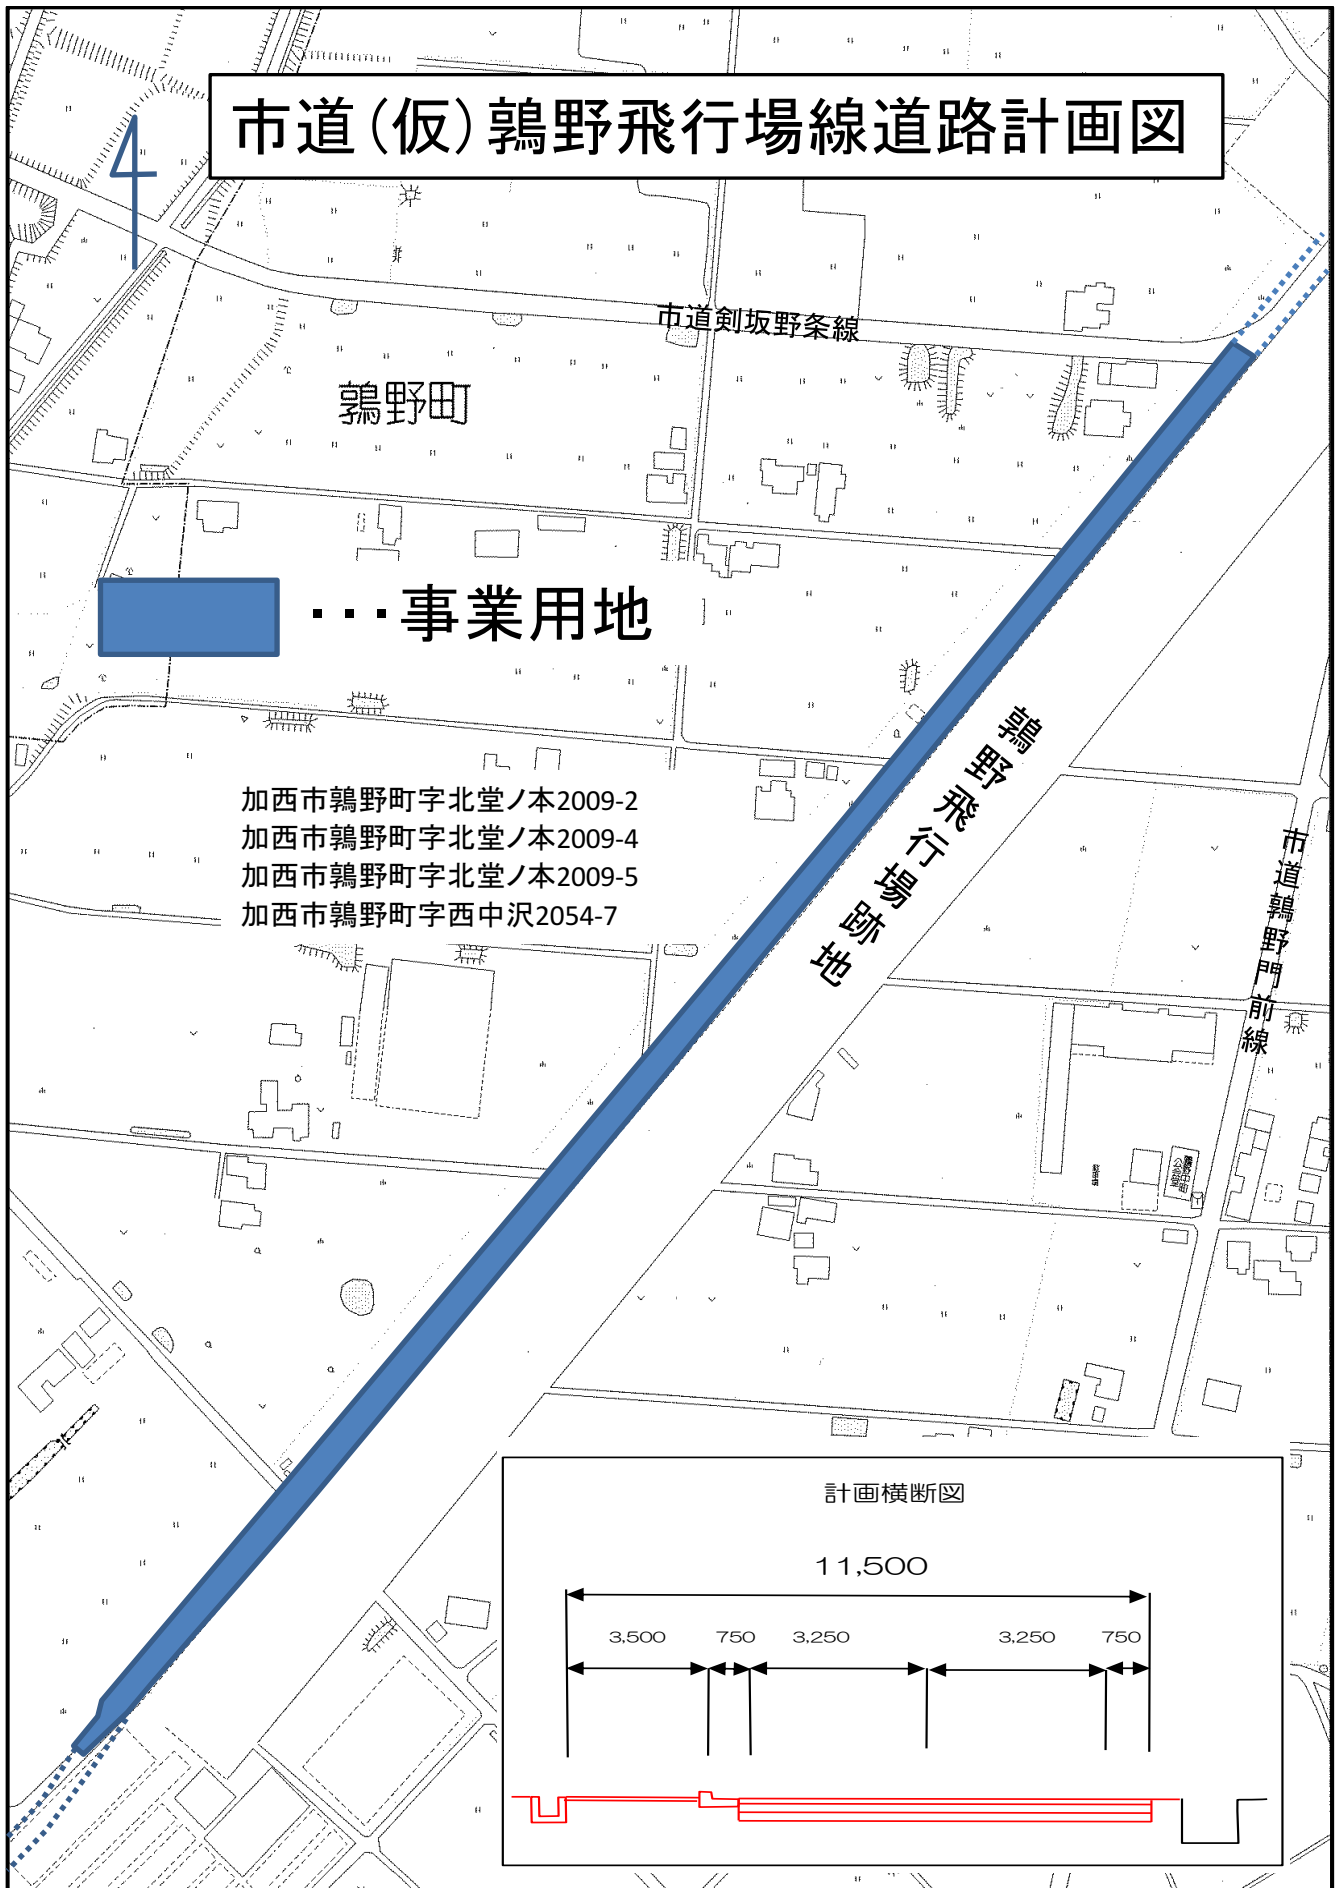 市道(仮)鶉野飛行場線道路計画図
市道剣坂野条線
鶉野町
・・・事業用地
鶉野飛行場跡地
加西市鶉野町字北堂ノ本2009-2
加西市鶉野町字北堂ノ本2009-4
加西市鶉野町字北堂ノ本2009-5
加西市鶉野町字西中沢2054-7
市道鶉野門前線
計画横断図
11,500
3,500 750 3,250 3,250 750